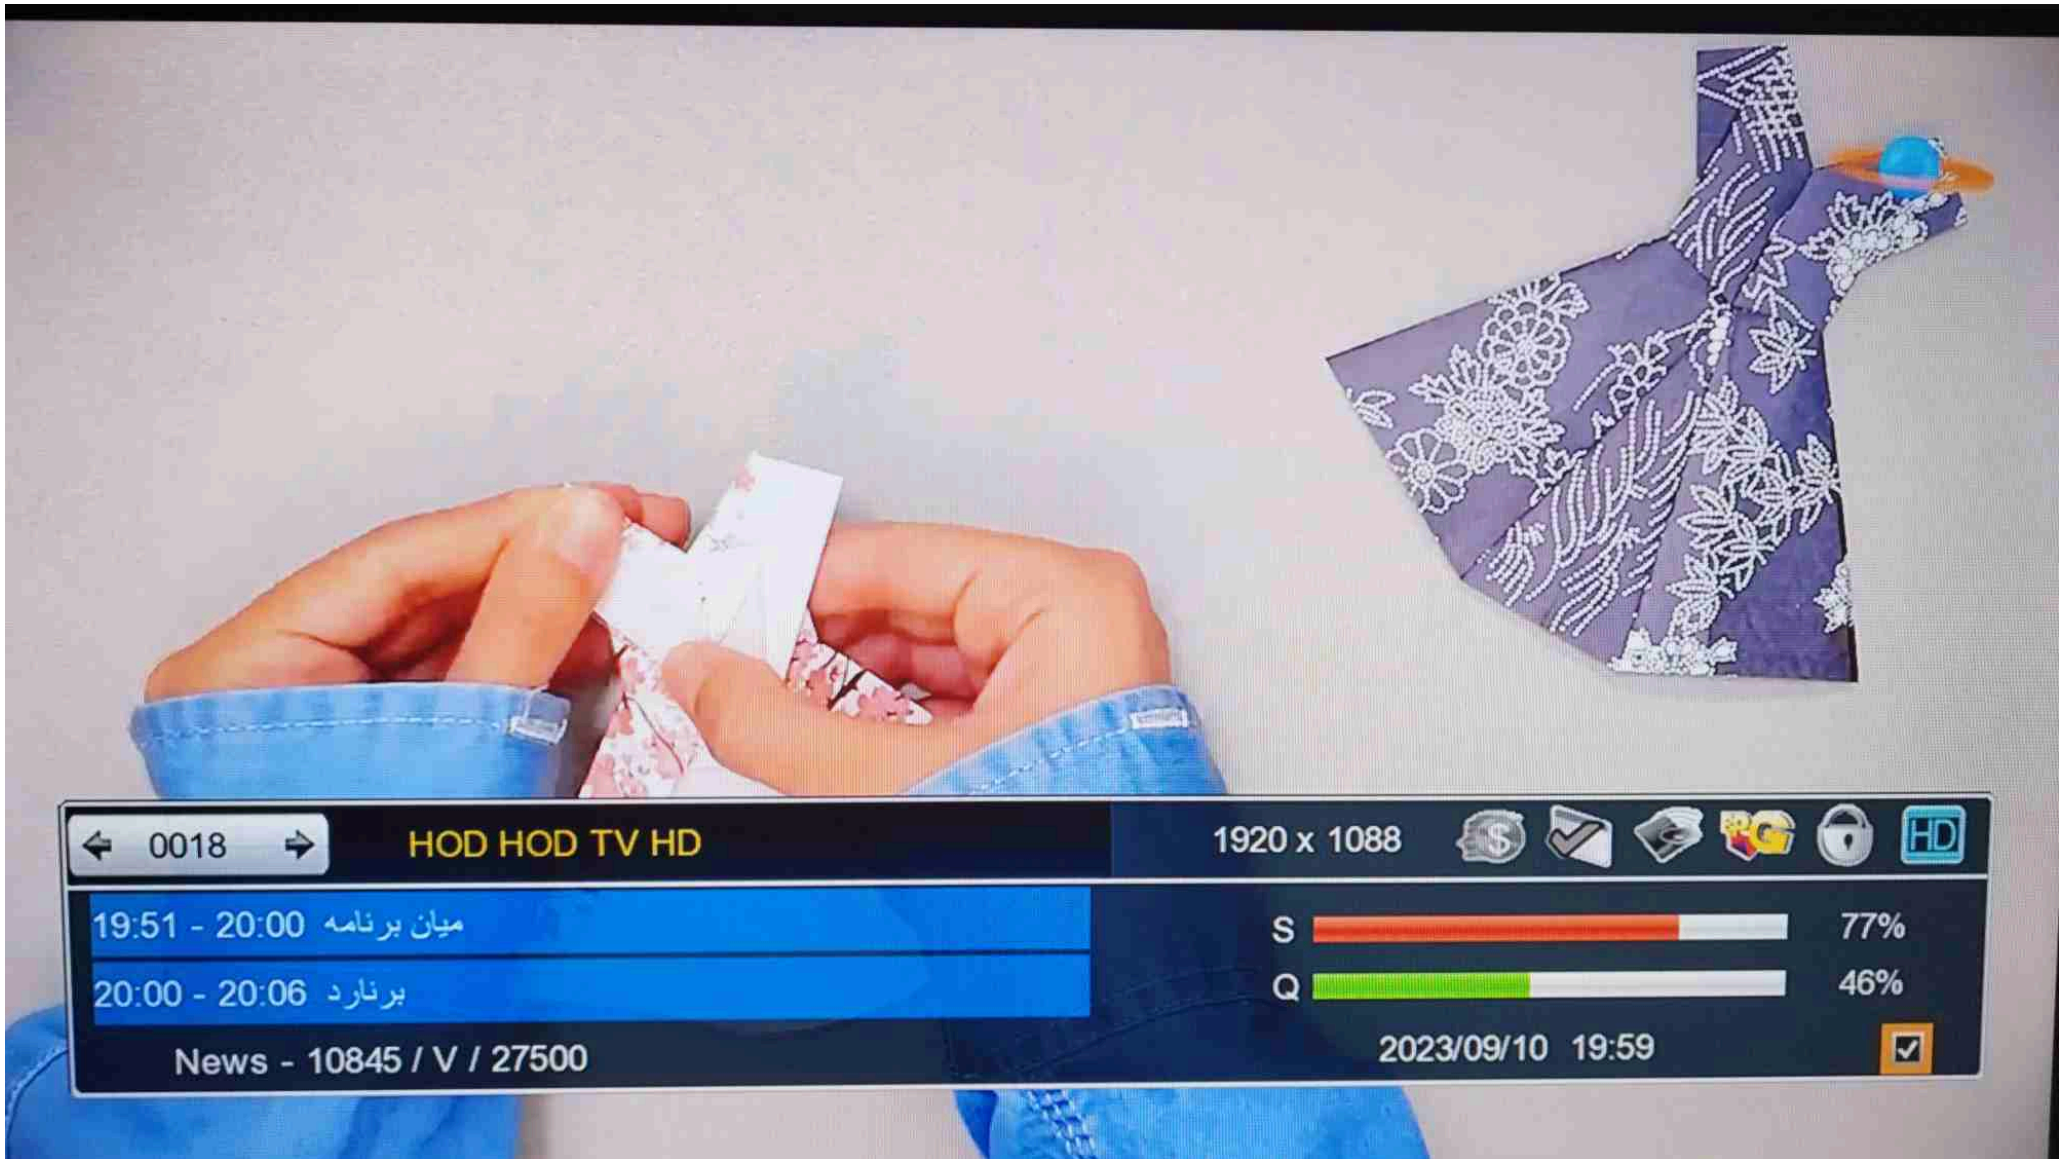 0018 HOD HOD TV HD 1920 x 1088 HD
19:51 - 20:00 میان برنامه
S 77%
20:00 - 20:06 برنارد
Q 46%
News - 10845 / V / 27500
2023/09/10 19:59